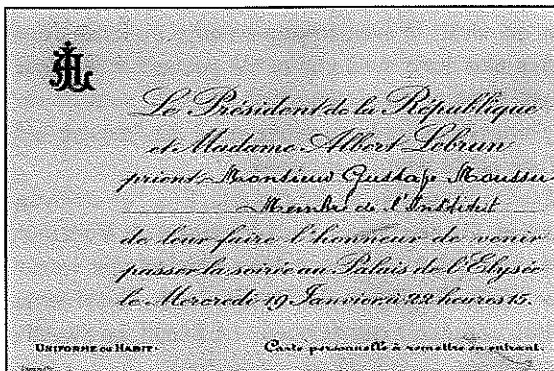 Le Président de la République
et Madame Albert Lebrun
prient Monsieur Gustave Moussu
Membre de l'Institut
de leur faire l'honneur de venir
passer la soirée au Palais de l'Elysée
le Mercredi 19 Janvier à 22 heures 15.
UNIFORME OU HABIT. Carte personnelle à remettre en entrant.